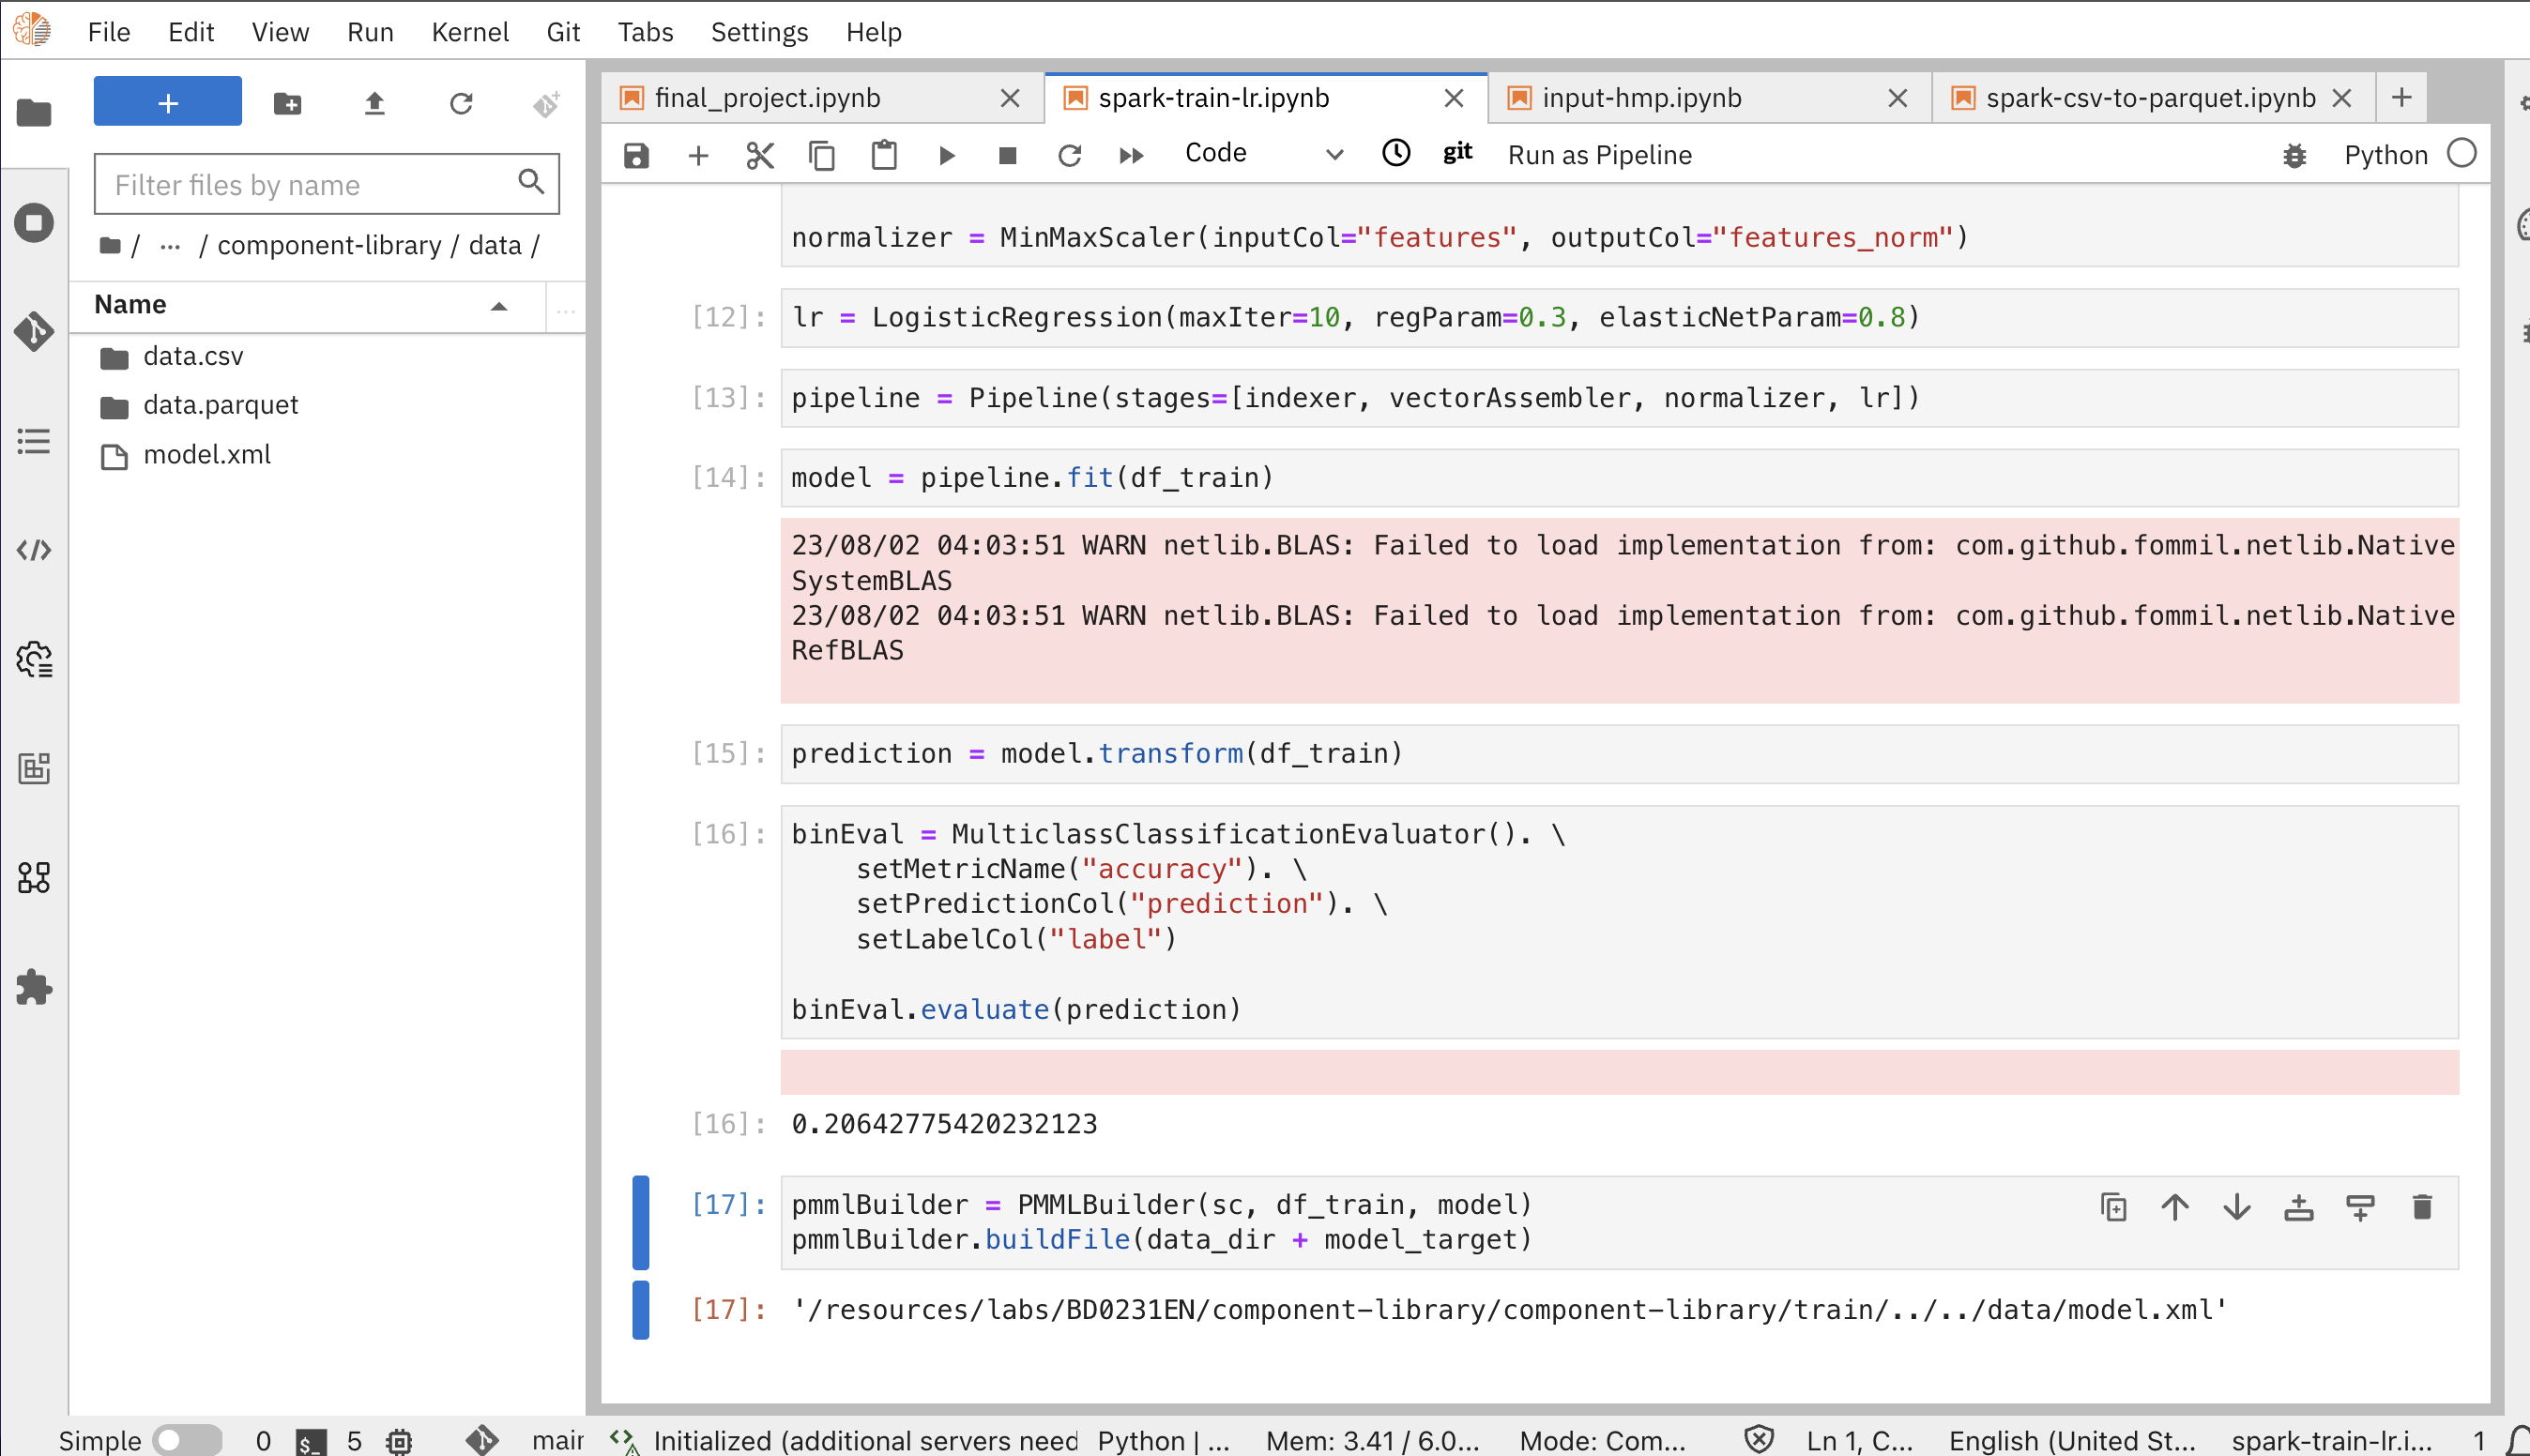 File Edit View Run Kernel Git Tabs Settings Help
+
Filter files by name
/ ... / component-library / data /
Name
...
data.csv
data.parquet
model.xml
final_project.ipynb
spark-train-lr.ipynb
input-hmp.ipynb
spark-csv-to-parquet.ipynb
Code
git
Run as Pipeline
Python
normalizer = MinMaxScaler(inputCol="features", outputCol="features_norm")
[12]: lr = LogisticRegression(maxIter=10, regParam=0.3, elasticNetParam=0.8)
[13]: pipeline = Pipeline(stages=[indexer, vectorAssembler, normalizer, lr])
[14]: model = pipeline.fit(df_train)
23/08/02 04:03:51 WARN netlib.BLAS: Failed to load implementation from: com.github.fommil.netlib.Native
SystemBLAS
23/08/02 04:03:51 WARN netlib.BLAS: Failed to load implementation from: com.github.fommil.netlib.Native
RefBLAS
[15]: prediction = model.transform(df_train)
[16]: binEval = MulticlassClassificationEvaluator(). \
    setMetricName("accuracy"). \
    setPredictionCol("prediction"). \
    setLabelCol("label")
binEval.evaluate(prediction)
[16]: 0.20642775420232123
[17]: pmmlBuilder = PMMLBuilder(sc, df_train, model)
pmmlBuilder.buildFile(data_dir + model_target)
[17]: '/resources/labs/BD0231EN/component-library/component-library/train/../../data/model.xml'
Simple 0 $_ 5 main Initialized (additional servers need Python | ... Mem: 3.41 / 6.0... Mode: Com... Ln 1, C... English (United St... spark-train-lr.i... 1